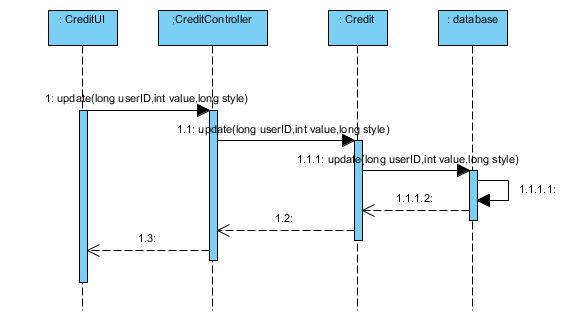 : CreditUI
;CreditController
: Credit
: database
1: update(long userID,int value,long style)
1.1: update(long userID,int value,long style)
1.1.1: update(long userID,int value,long style)
1.1.1.1:
1.1.1.2:
1.2:
1.3: